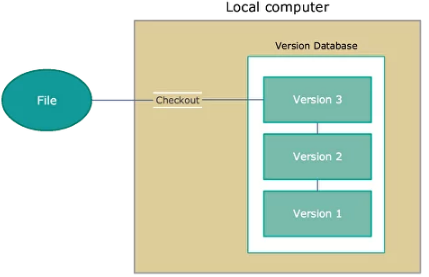 Local computer
Version Database
File
Checkout
Version 3
Version 2
Version 1